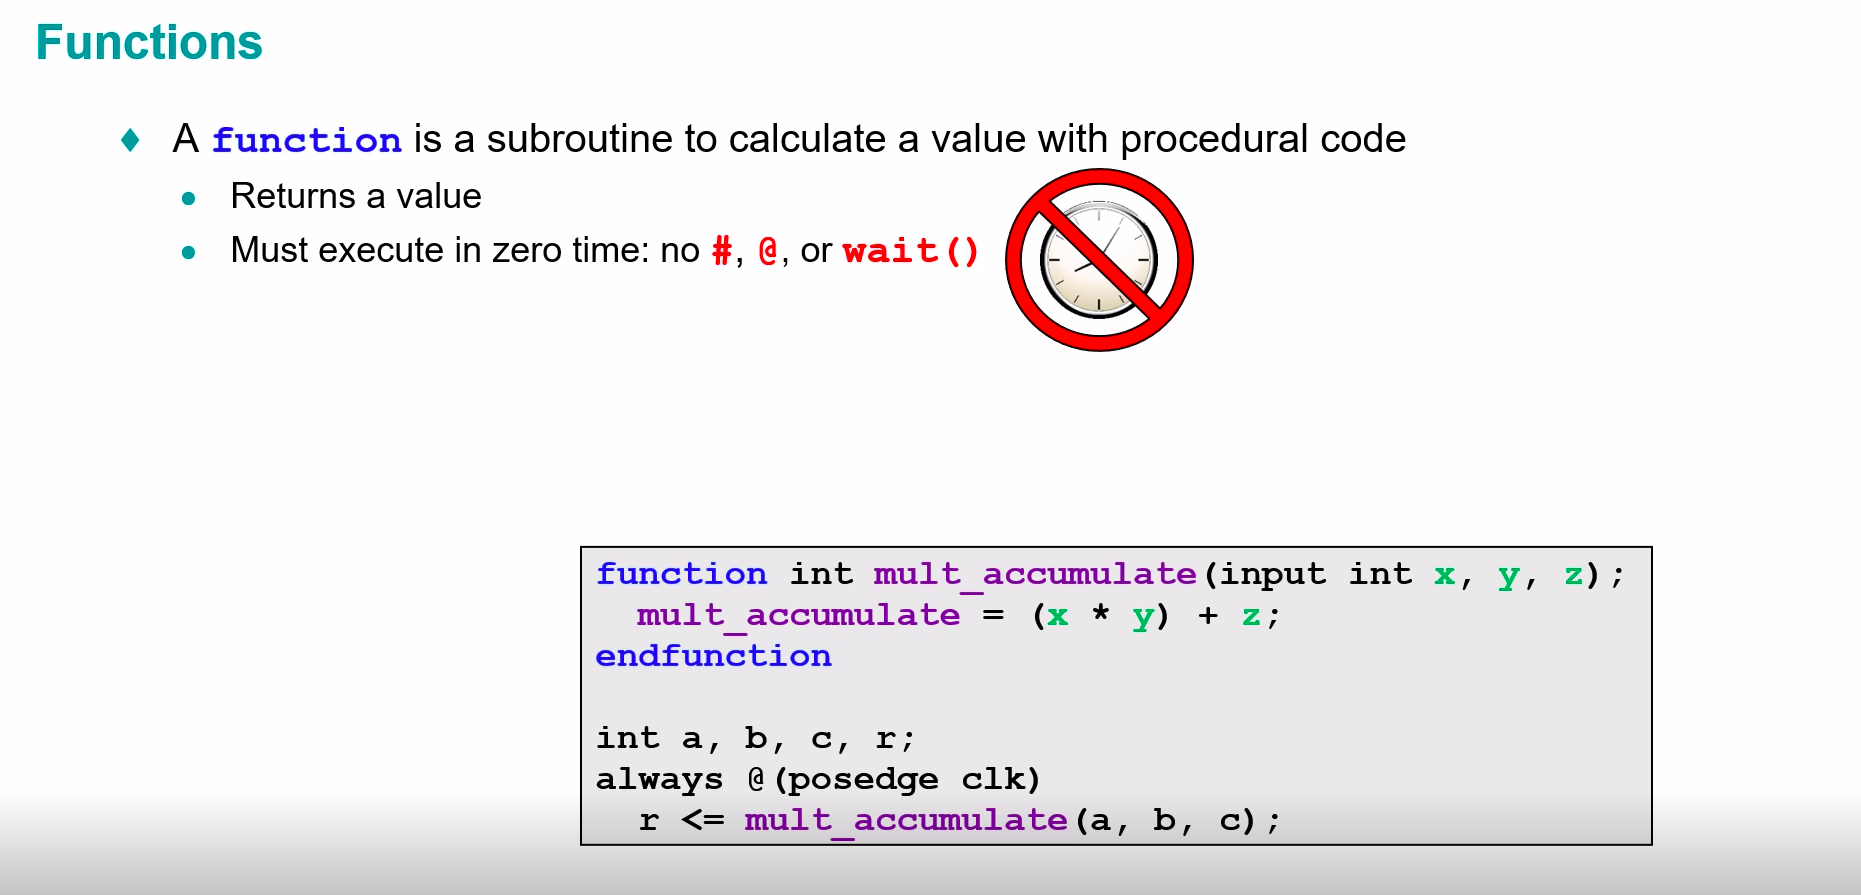 Functions
A function is a subroutine to calculate a value with procedural code
Returns a value
Must execute in zero time: no #, @, or wait()
function int mult_accumulate(input int x, y, z);
  mult_accumulate = (x * y) + z;
endfunction
int a, b, c, r;
always @(posedge clk)
  r <= mult_accumulate(a, b, c);